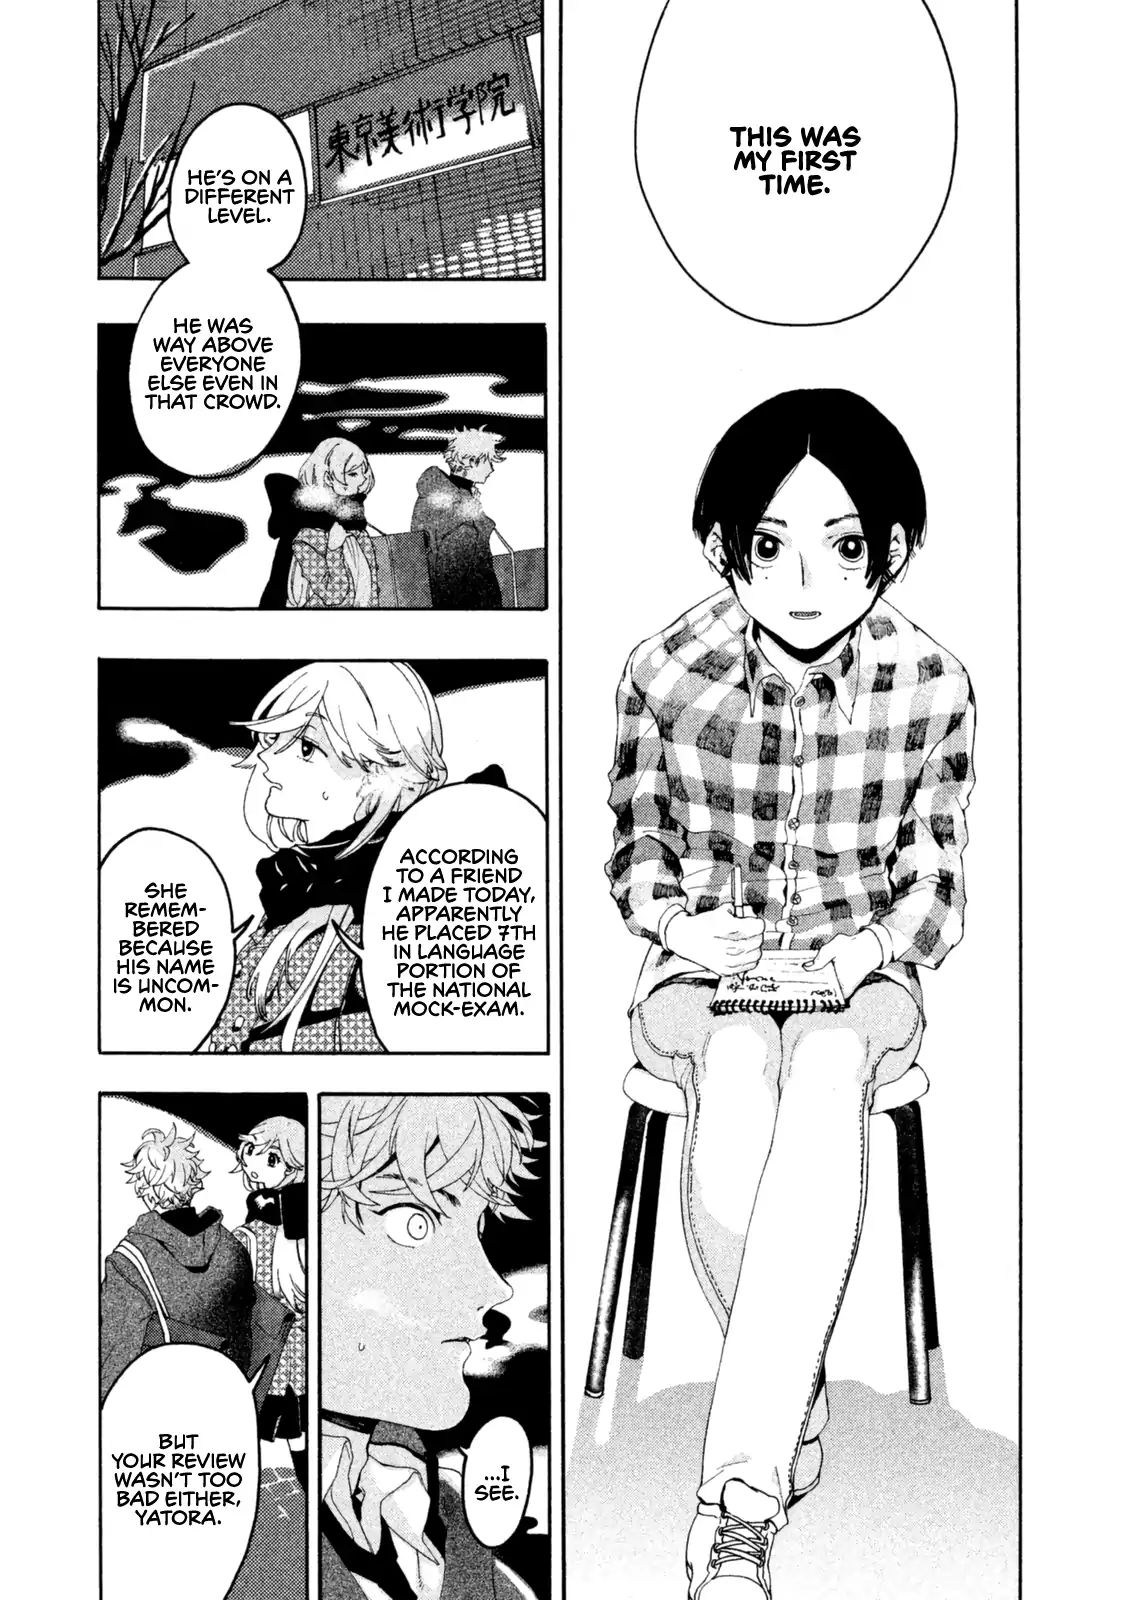 THIS WAS
MY FIRST
TIME.
東京美術学院
HE'S ON A
DIFFERENT
LEVEL.
HE WAS
WAY ABOVE
EVERYONE
ELSE EVEN IN
THAT CROWD.
ACCORDING
TO A FRIEND
I MADE TODAY,
APPARENTLY
HE PLACED 7TH
IN LANGUAGE
PORTION OF
THE NATIONAL
MOCK-EXAM.
SHE
REMEM-
BERED
BECAUSE
HIS NAME
IS UNCOM-
MON.
...I
SEE.
BUT
YOUR REVIEW
WASN'T TOO
BAD EITHER,
YATORA.